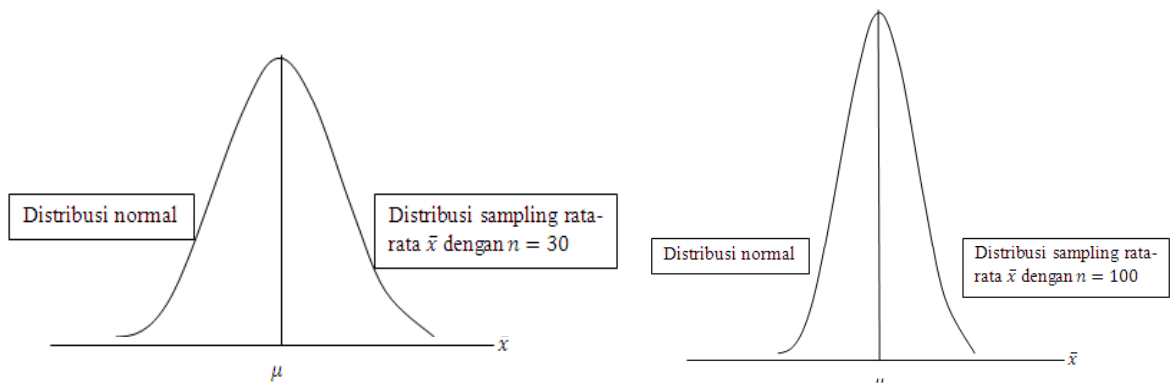 Distribusi normal
Distribusi sampling rata-
rata x̄ dengan n = 30
x̄
μ
Distribusi normal
Distribusi sampling rata-
rata x̄ dengan n = 100
x̄